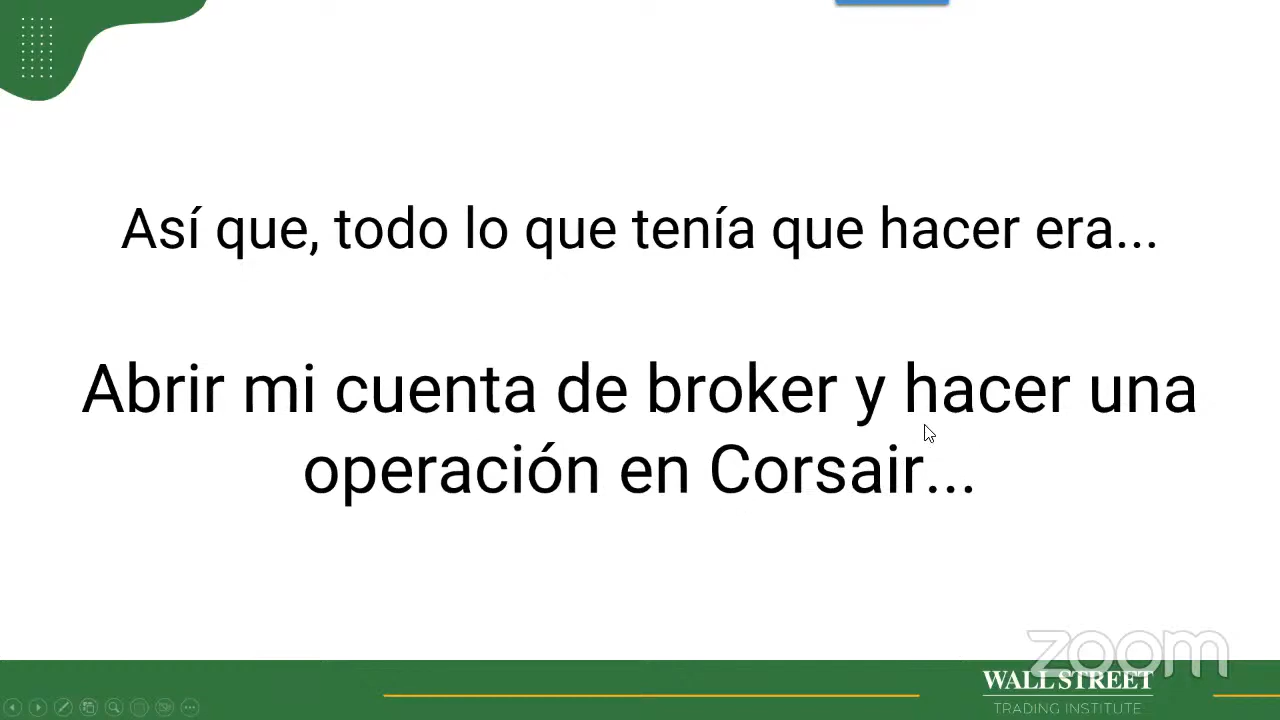 Así que, todo lo que tenía que hacer era...
Abrir mi cuenta de broker y hacer una
operación en Corsair...
zoom
WALL STREET
TRADING INSTITUTE